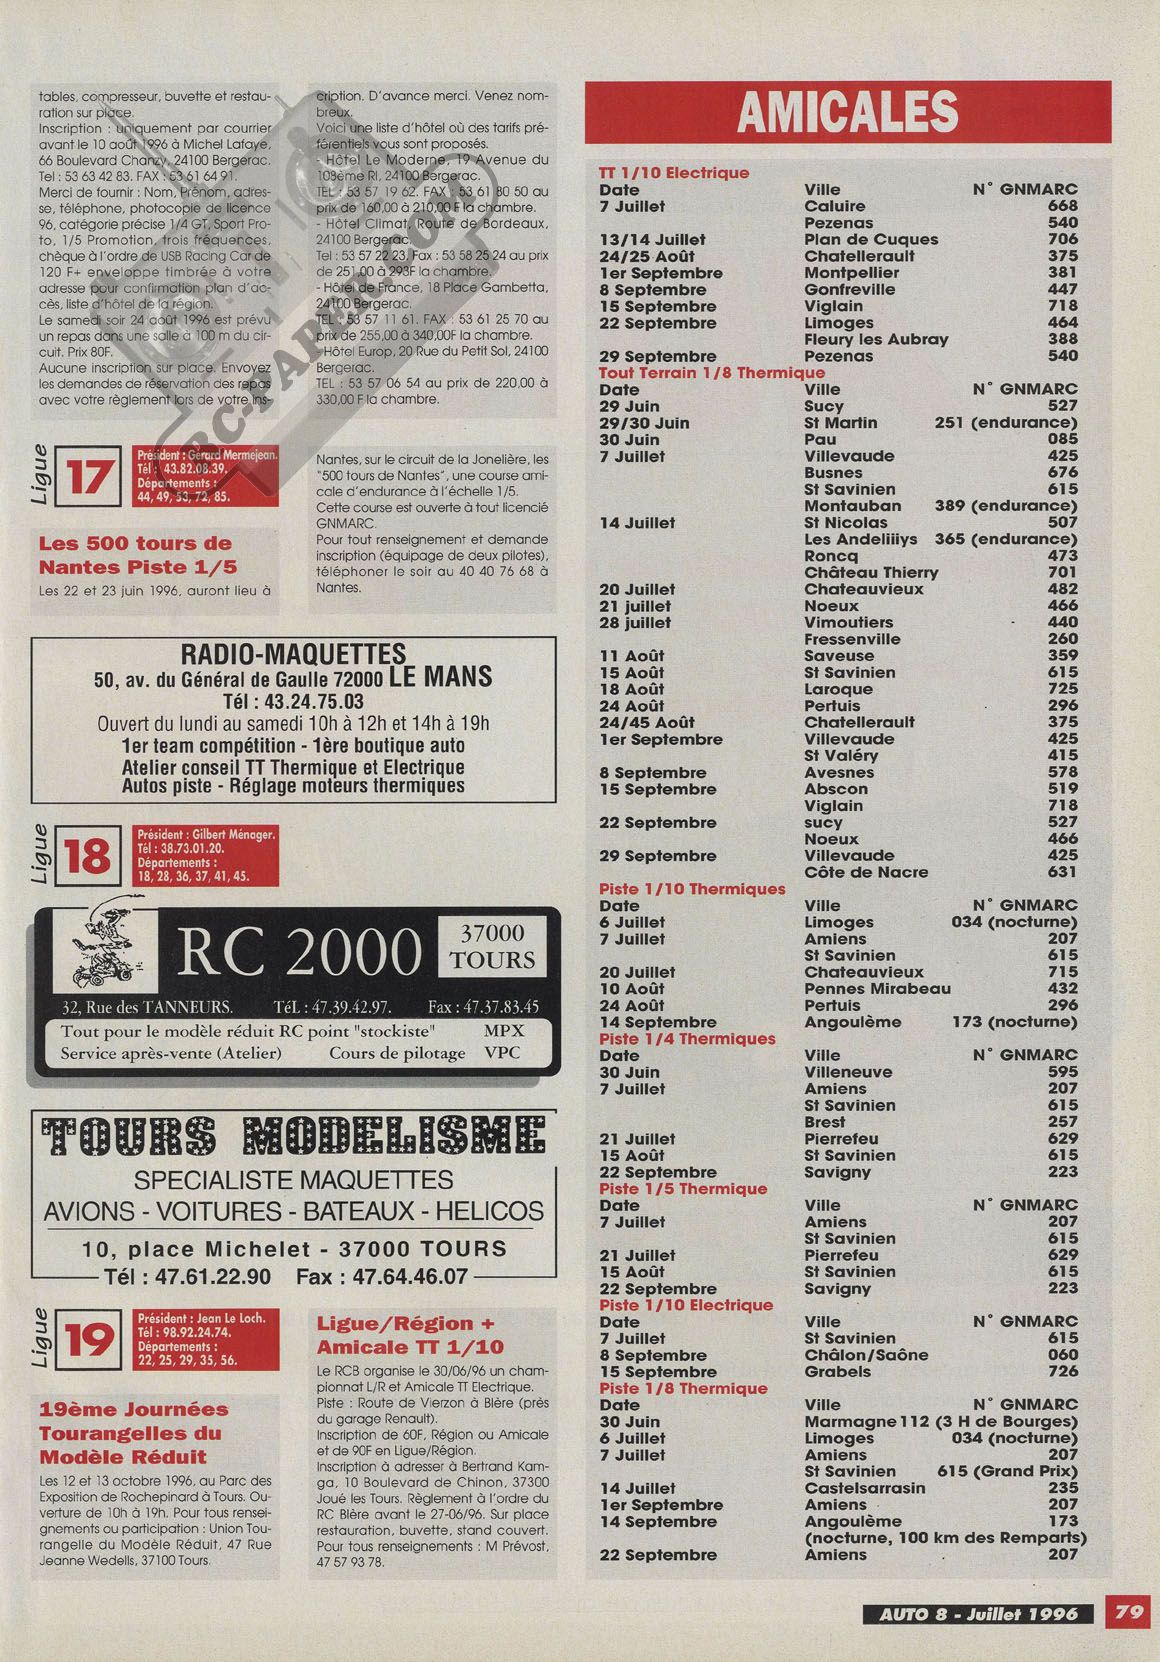 tables, compresseur, buvette et restau-
ration sur place.
Inscription : uniquement par courrier
avant le 10 août 1996 à Michel Lafaye,
66 Boulevard Chanzy, 24100 Bergerac.
Tel : 53 63 42 83. FAX : 53 61 64 91.
Merci de fournir : Nom, Prénom, adres-
se, téléphone, photocopie de licence
96, catégorie précise 1/4 GT, Sport Pro-
to, 1/5 Promotion, trois fréquences,
chèque à l'ordre de USB Racing Car de
120 F+ enveloppe timbrée à votre
adresse pour confirmation plan d'ac-
cès, liste d'hôtel de la région.
Le samedi soir 24 août 1996 est prévu
un repas dans une salle à 100 m du cir-
cuit. Prix 80F.
Aucune inscription sur place. Envoyez
les demandes de réservation des repas
avec votre règlement lors de votre ins-
cription. D'avance merci. Venez nom-
breux.
Voici une liste d'hôtel où des tarifs pré-
férentiels vous sont proposés.
- Hôtel Le Moderne, 19 Avenue du
108ème RI, 24100 Bergerac.
TEL : 53 57 19 62. FAX : 53 61 80 50 au
prix de 160,00 à 210,00 F la chambre.
- Hôtel Climat, Route de Bordeaux,
24100 Bergerac.
Tel : 53 57 22 23. Fax : 53 58 25 24 au prix
de 251,00 à 293F la chambre.
- Hôtel de France, 18 Place Gambetta,
24100 Bergerac.
TEL : 53 57 11 61. FAX : 53 61 25 70 au
prix de 255,00 à 340,00F la chambre.
- Hôtel Europ, 20 Rue du Petit Sol, 24100
Bergerac.
TEL : 53 57 06 54 au prix de 220,00 à
330,00 F la chambre.
RC-PAPER.COM
Ligue 17
Président : Gérard Mermejean.
Tél : 43.82.08.39.
Départements :
44, 49, 53, 72, 85.
Les 500 tours de
Nantes Piste 1/5
Les 22 et 23 juin 1996, auront lieu à
Nantes, sur le circuit de la Jonelière, les
"500 tours de Nantes", une course ami-
cale d'endurance à l'échelle 1/5.
Cette course est ouverte à tout licencié
GNMARC.
Pour tout renseignement et demande
inscription (équipage de deux pilotes),
téléphoner le soir au 40 40 76 68 à
Nantes.
RADIO-MAQUETTES
50, av. du Général de Gaulle 72000 LE MANS
Tél : 43.24.75.03
Ouvert du lundi au samedi 10h à 12h et 14h à 19h
1er team compétition - 1ère boutique auto
Atelier conseil TT Thermique et Electrique
Autos piste - Réglage moteurs thermiques
Ligue 18
Président : Gilbert Ménager.
Tél : 38.73.01.20.
Départements :
18, 28, 36, 37, 41, 45.
RC 2000
37000
TOURS
32, Rue des TANNEURS. TéL : 47.39.42.97. Fax : 47.37.83.45
Tout pour le modèle réduit RC point "stockiste" MPX
Service après-vente (Atelier) Cours de pilotage VPC
TOURS MODELISME
SPECIALISTE MAQUETTES
AVIONS - VOITURES - BATEAUX - HELICOS
10, place Michelet - 37000 TOURS
Tél : 47.61.22.90 Fax : 47.64.46.07
Ligue 19
Président : Jean Le Loch.
Tél : 98.92.24.74.
Départements :
22, 25, 29, 35, 56.
19ème Journées
Tourangelles du
Modèle Réduit
Les 12 et 13 octobre 1996, au Parc des
Exposition de Rochepinard à Tours. Ou-
verture de 10h à 19h. Pour tous rensei-
gnements ou participation : Union Tou-
rangelle du Modèle Réduit, 47 Rue
Jeanne Wedells, 37100 Tours.
Ligue/Région +
Amicale TT 1/10
Le RCB organise le 30/06/96 un cham-
pionnat L/R et Amicale TT Electrique.
Piste : Route de Vierzon à Blère (près
du garage Renault).
Inscription de 60F, Région ou Amicale
et de 90F en Ligue/Région.
Inscription à adresser à Bertrand Kam-
ga, 10 Boulevard de Chinon, 37300
Joué les Tours. Règlement à l'ordre du
RC Blère avant le 27-06/96. Sur place
restauration, buvette, stand couvert.
Pour tous renseignements : M Prévost,
47 57 93 78.
AMICALES
TT 1/10 Electrique
Date Ville N° GNMARC
7 Juillet Caluire 668
Pezenas 540
13/14 Juillet Plan de Cuques 706
24/25 Août Chatellerault 375
1er Septembre Montpellier 381
8 Septembre Gonfreville 447
15 Septembre Viglain 718
22 Septembre Limoges 464
Fleury les Aubray 388
29 Septembre Pezenas 540
Tout Terrain 1/8 Thermique
Date Ville N° GNMARC
29 Juin Sucy 527
29/30 Juin St Martin 251 (endurance)
30 Juin Pau 085
7 Juillet Villevaude 425
Busnes 676
St Savinien 615
Montauban 389 (endurance)
14 Juillet St Nicolas 507
Les Andeliiiys 365 (endurance)
Roncq 473
Château Thierry 701
20 Juillet Chateauvieux 482
21 juillet Noeux 466
28 juillet Vimoutiers 440
Fressenville 260
11 Août Saveuse 359
15 Août St Savinien 615
18 Août Laroque 725
24 Août Pertuis 296
24/45 Août Chatellerault 375
1er Septembre Villevaude 425
St Valéry 415
8 Septembre Avesnes 578
15 Septembre Abscon 519
Viglain 718
22 Septembre sucy 527
Noeux 466
29 Septembre Villevaude 425
Côte de Nacre 631
Piste 1/10 Thermiques
Date Ville N° GNMARC
6 Juillet Limoges 034 (nocturne)
7 Juillet Amiens 207
St Savinien 615
20 Juillet Chateauvieux 715
10 Août Pennes Mirabeau 432
24 Août Pertuis 296
14 Septembre Angoulème 173 (nocturne)
Piste 1/4 Thermiques
Date Ville N° GNMARC
30 Juin Villeneuve 595
7 Juillet Amiens 207
St Savinien 615
Brest 257
21 Juillet Pierrefeu 629
15 Août St Savinien 615
22 Septembre Savigny 223
Piste 1/5 Thermique
Date Ville N° GNMARC
7 Juillet Amiens 207
St Savinien 615
21 Juillet Pierrefeu 629
15 Août St Savinien 615
22 Septembre Savigny 223
Piste 1/10 Electrique
Date Ville N° GNMARC
7 Juillet St Savinien 615
8 Septembre Châlon/Saône 060
15 Septembre Grabels 726
Piste 1/8 Thermique
Date Ville N° GNMARC
30 Juin Marmagne 112 (3 H de Bourges)
6 Juillet Limoges 034 (nocturne)
7 Juillet Amiens 207
St Savinien 615 (Grand Prix)
14 Juillet Castelsarrasin 235
1er Septembre Amiens 207
14 Septembre Angoulème 173
(nocturne, 100 km des Remparts)
22 Septembre Amiens 207
AUTO 8 - Juillet 1996 79